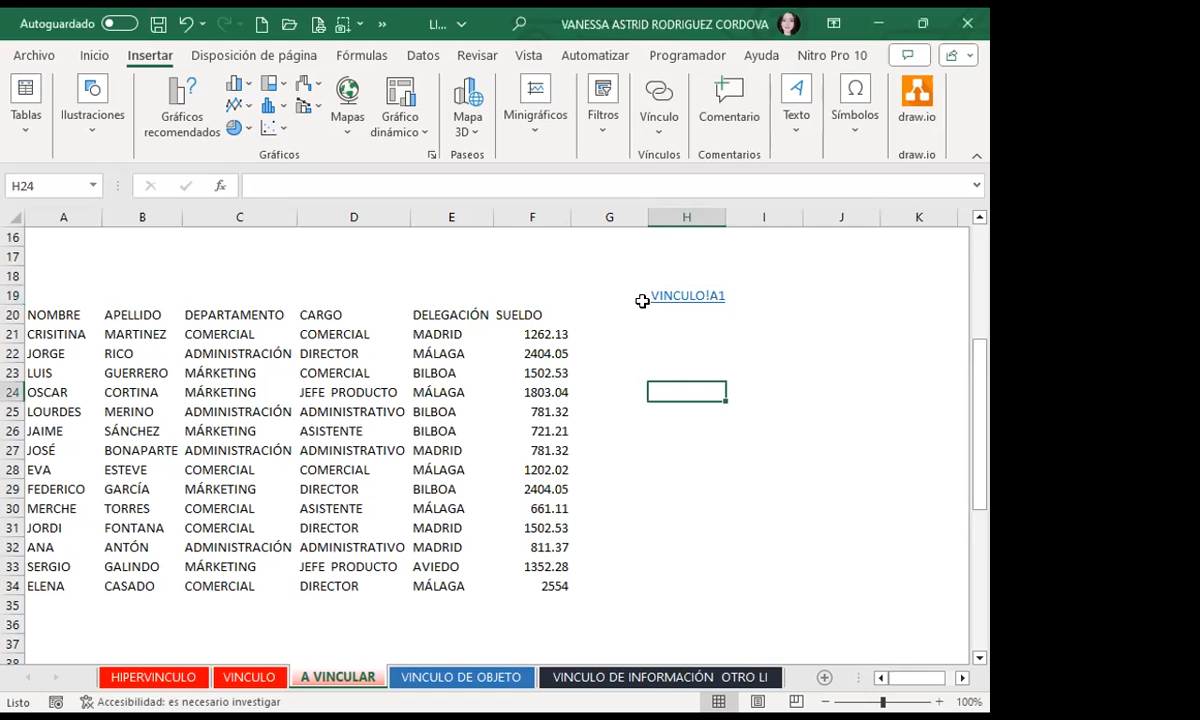 Autoguardado LI... VANESSA ASTRID RODRIGUEZ CORDOVA
Archivo Inicio Insertar Disposición de página Fórmulas Datos Revisar Vista Automatizar Programador Ayuda Nitro Pro 10
Tablas Ilustraciones Gráficos recomendados Mapas Gráfico dinámico Mapa 3D Minigráficos Filtros Vínculo Comentario Texto Símbolos draw.io
Gráficos Paseos Vínculos Comentarios draw.io
H24 fx
A B C D E F G H I J K
16
17
18
19 VINCULO!A1
20 NOMBRE APELLIDO DEPARTAMENTO CARGO DELEGACIÓN SUELDO
21 CRISITINA MARTINEZ COMERCIAL COMERCIAL MADRID 1262.13
22 JORGE RICO ADMINISTRACIÓN DIRECTOR MÁLAGA 2404.05
23 LUIS GUERRERO MÁRKETING COMERCIAL BILBOA 1502.53
24 OSCAR CORTINA MÁRKETING JEFE PRODUCTO MÁLAGA 1803.04
25 LOURDES MERINO ADMINISTRACIÓN ADMINISTRATIVO BILBOA 781.32
26 JAIME SÁNCHEZ MÁRKETING ASISTENTE BILBOA 721.21
27 JOSÉ BONAPARTE ADMINISTRACIÓN ADMINISTRATIVO MADRID 781.32
28 EVA ESTEVE COMERCIAL COMERCIAL MÁLAGA 1202.02
29 FEDERICO GARCÍA MÁRKETING DIRECTOR BILBOA 2404.05
30 MERCHE TORRES COMERCIAL ASISTENTE MÁLAGA 661.11
31 JORDI FONTANA COMERCIAL DIRECTOR MADRID 1502.53
32 ANA ANTÓN ADMINISTRACIÓN ADMINISTRATIVO MADRID 811.37
33 SERGIO GALINDO MÁRKETING JEFE PRODUCTO AVIEDO 1352.28
34 ELENA CASADO COMERCIAL DIRECTOR MÁLAGA 2554
35
36
37
38
HIPERVINCULO VINCULO A VINCULAR VINCULO DE OBJETO VINCULO DE INFORMACIÓN OTRO LI
Listo Accesibilidad: es necesario investigar 100%